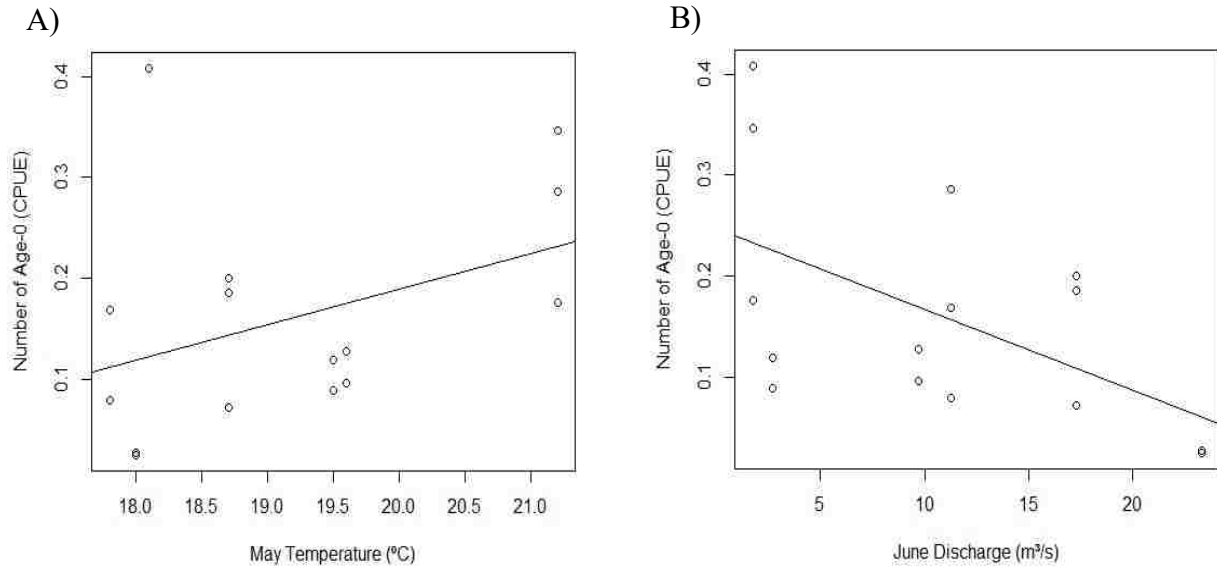 A)
Number of Age-0 (CPUE)
0.4
0.3
0.2
0.1
18.0 18.5 19.0 19.5 20.0 20.5 21.0
May Temperature (ºC)
B)
Number of Age-0 (CPUE)
0.4
0.3
0.2
0.1
5 10 15 20
June Discharge (m³/s)